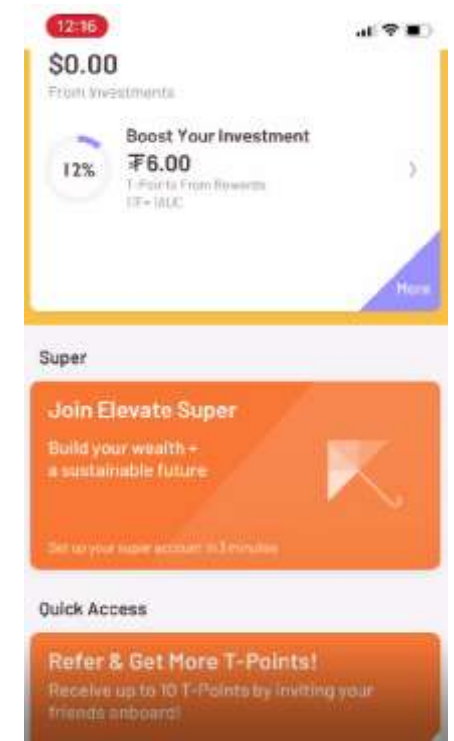 12:16
$0.00
From Investments
Boost Your Investment
12%
₮6.00
T-Points From Rewards
More
Super
Join Elevate Super
Build your wealth +
a sustainable future
Set up your super account in 3 minutes
Quick Access
Refer & Get More T-Points!
Receive up to 10 T-Points by inviting your
friends onboard!